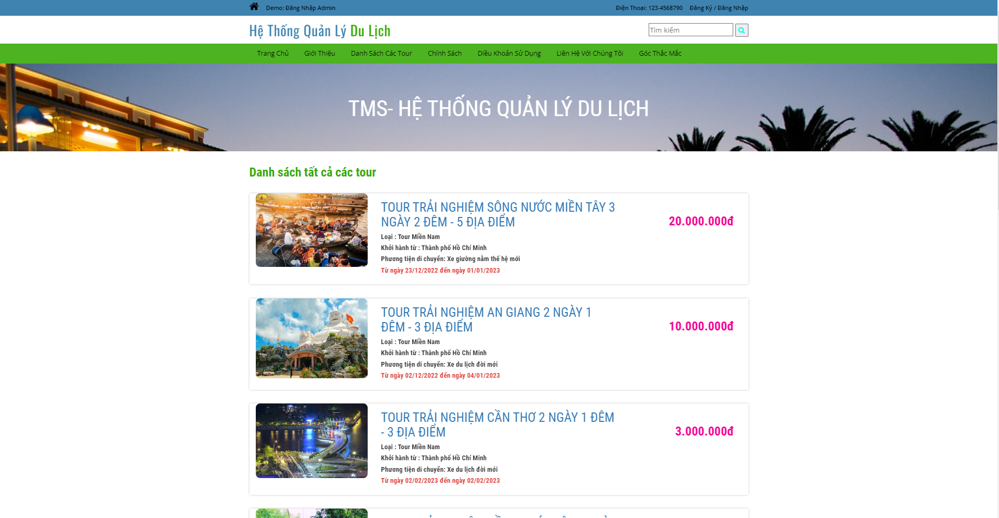 Demo: Đăng Nhập Admin
Điện Thoại: 123-4568790
Đăng Ký / Đăng Nhập
Hệ Thống Quản Lý Du Lịch
Tìm kiếm
Trang Chủ
Giới Thiệu
Danh Sách Các Tour
Chính Sách
Diều Khoản Sử Dụng
Liên Hệ Với Chúng Tôi
Góc Thắc Mắc
TMS- HỆ THỐNG QUẢN LÝ DU LỊCH
Danh sách tất cả các tour
TOUR TRẢI NGHIỆM SÔNG NƯỚC MIỀN TÂY 3
NGÀY 2 ĐÊM - 5 ĐỊA ĐIỂM
20.000.000đ
Loại : Tour Miền Nam
Khởi hành từ : Thành phố Hồ Chí Minh
Phương tiện di chuyển: Xe giường nằm thế hệ mới
Từ ngày 23/12/2022 đến ngày 01/01/2023
TOUR TRẢI NGHIỆM AN GIANG 2 NGÀY 1
ĐÊM - 3 ĐỊA ĐIỂM
10.000.000đ
Loại : Tour Miền Nam
Khởi hành từ : Thành phố Hồ Chí Minh
Phương tiện di chuyển: Xe du lịch đời mới
Từ ngày 02/12/2022 đến ngày 04/01/2023
TOUR TRẢI NGHIỆM CẦN THƠ 2 NGÀY 1 ĐÊM
- 3 ĐỊA ĐIỂM
3.000.000đ
Loại : Tour Miền Nam
Khởi hành từ : Thành phố Hồ Chí Minh
Phương tiện di chuyển: Xe du lịch đời mới
Từ ngày 02/02/2023 đến ngày 02/02/2023